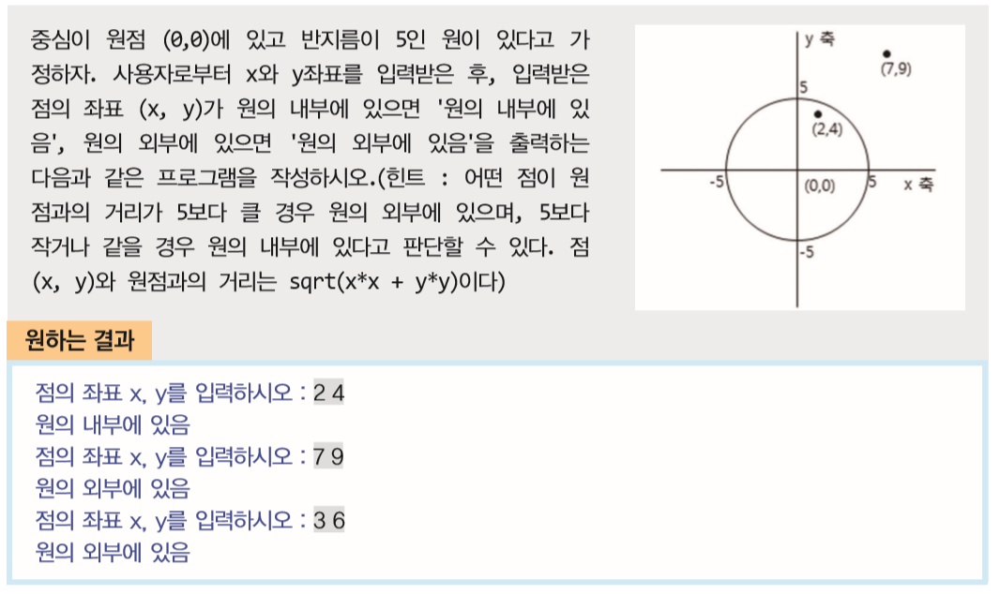 중심이 원점 (0,0)에 있고 반지름이 5인 원이 있다고 가
정하자. 사용자로부터 x와 y좌표를 입력받은 후, 입력받은
점의 좌표 (x, y)가 원의 내부에 있으면 '원의 내부에 있
음', 원의 외부에 있으면 '원의 외부에 있음'을 출력하는
다음과 같은 프로그램을 작성하시오.(힌트 : 어떤 점이 원
점과의 거리가 5보다 클 경우 원의 외부에 있으며, 5보다
작거나 같을 경우 원의 내부에 있다고 판단할 수 있다. 점
(x, y)와 원점과의 거리는 sqrt(x*x + y*y)이다)
y 축
(7,9)
5
(2,4)
-5
(0,0)
5
x 축
-5
원하는 결과
점의 좌표 x, y를 입력하시오 : 2 4
원의 내부에 있음
점의 좌표 x, y를 입력하시오 : 7 9
원의 외부에 있음
점의 좌표 x, y를 입력하시오 : 3 6
원의 외부에 있음